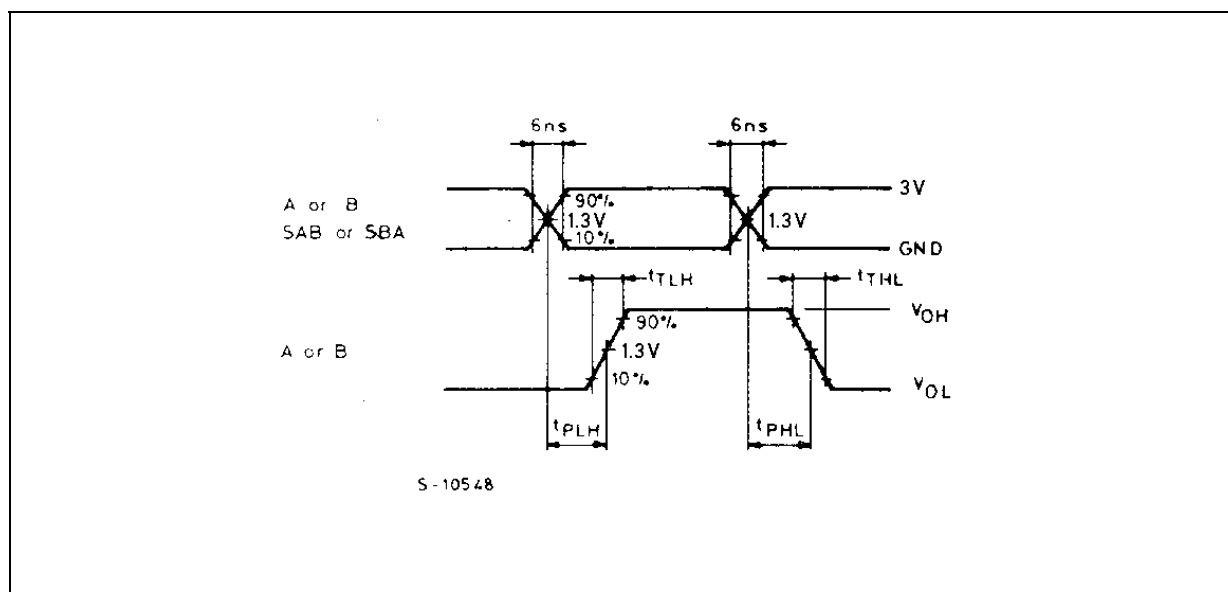 6ns 6ns
3V
A or B 90%
1.3V 1.3V
SAB or SBA
10%
GND
tTLH tTHL
VOH
90%
A or B 1.3V
10%
VOL
tPLH tPHL
S-10548